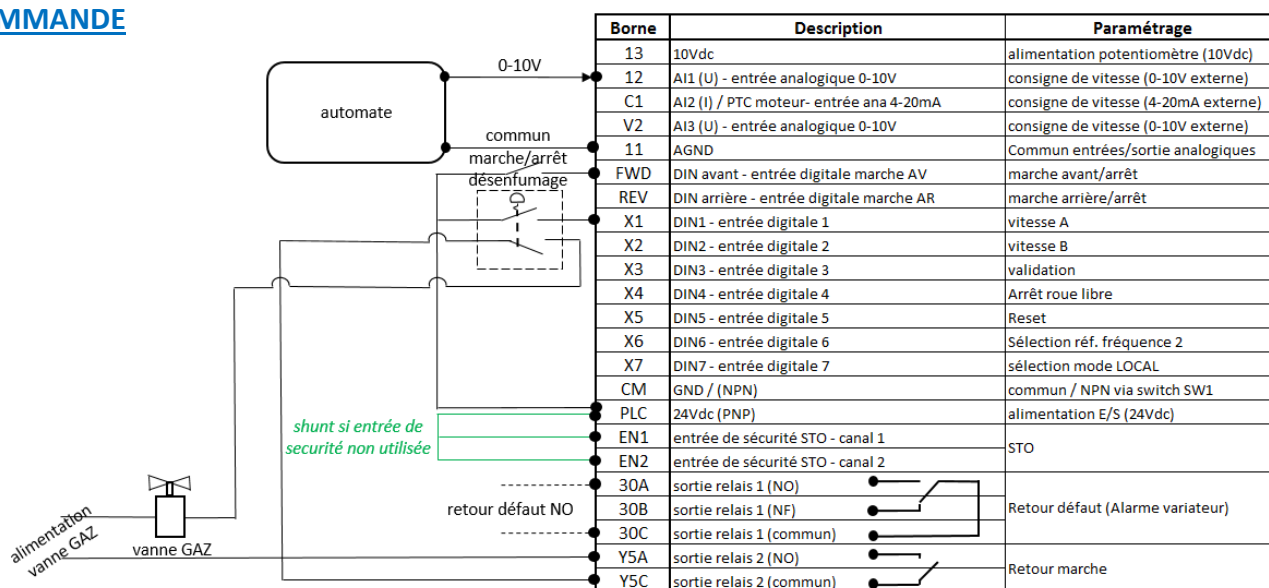 MMANDE
Borne Description Paramétrage
13 10Vdc alimentation potentiomètre (10Vdc)
0-10V
12 AI1 (U) - entrée analogique 0-10V consigne de vitesse (0-10V externe)
automate
C1 AI2 (I) / PTC moteur- entrée ana 4-20mA consigne de vitesse (4-20mA externe)
V2 AI3 (U) - entrée analogique 0-10V consigne de vitesse (0-10V externe)
commun
11 AGND Commun entrées/sortie analogiques
marche/arrêt
désenfumage
FWD DIN avant - entrée digitale marche AV marche avant/arrêt
REV DIN arrière - entrée digitale marche AR marche arrière/arrêt
X1 DIN1 - entrée digitale 1 vitesse A
X2 DIN2 - entrée digitale 2 vitesse B
X3 DIN3 - entrée digitale 3 validation
X4 DIN4 - entrée digitale 4 Arrêt roue libre
X5 DIN5 - entrée digitale 5 Reset
X6 DIN6 - entrée digitale 6 Sélection réf. fréquence 2
X7 DIN7 - entrée digitale 7 sélection mode LOCAL
CM GND / (NPN) commun / NPN via switch SW1
PLC 24Vdc (PNP) alimentation E/S (24Vdc)
shunt si entrée de
securité non utilisée
EN1 entrée de sécurité STO - canal 1
STO
EN2 entrée de sécurité STO - canal 2
30A sortie relais 1 (NO)
retour défaut NO
30B sortie relais 1 (NF) Retour défaut (Alarme variateur)
30C sortie relais 1 (commun)
alimentation
vanne GAZ
vanne GAZ
Y5A sortie relais 2 (NO)
Retour marche
Y5C sortie relais 2 (commun)